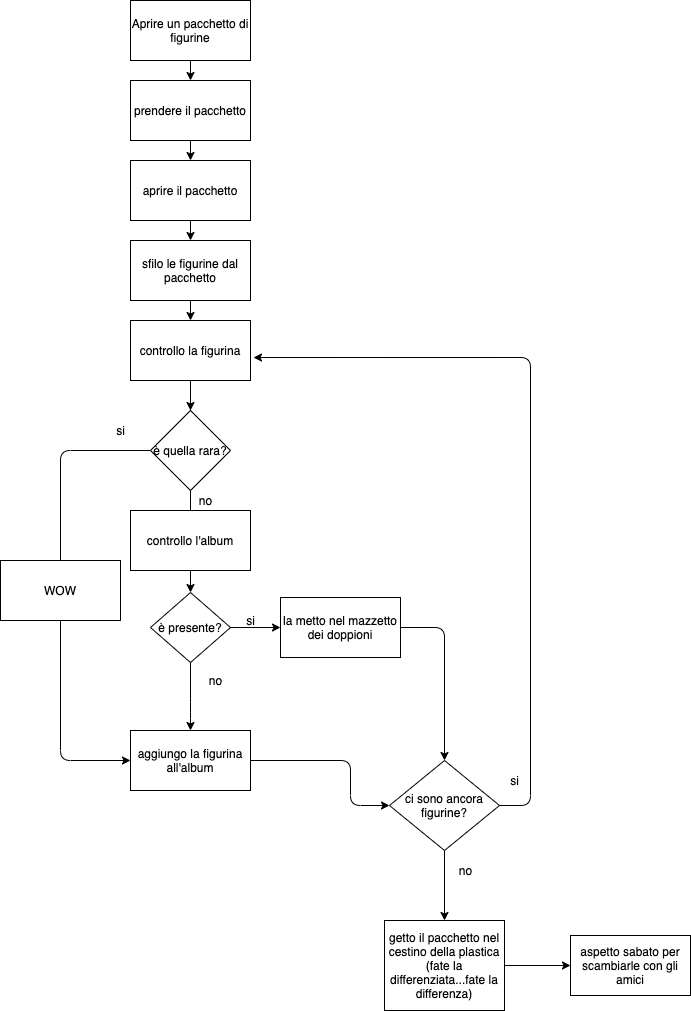 Aprire un pacchetto di
figurine
prendere il pacchetto
aprire il pacchetto
sfilo le figurine dal
pacchetto
controllo la figurina
si
è quella rara?
no
controllo l'album
WOW
è presente?
si
la metto nel mazzetto
dei doppioni
no
aggiungo la figurina
all'album
ci sono ancora
figurine?
si
no
getto il pacchetto nel
cestino della plastica
(fate la
differenziata...fate la
differenza)
aspetto sabato per
scambiarle con gli
amici